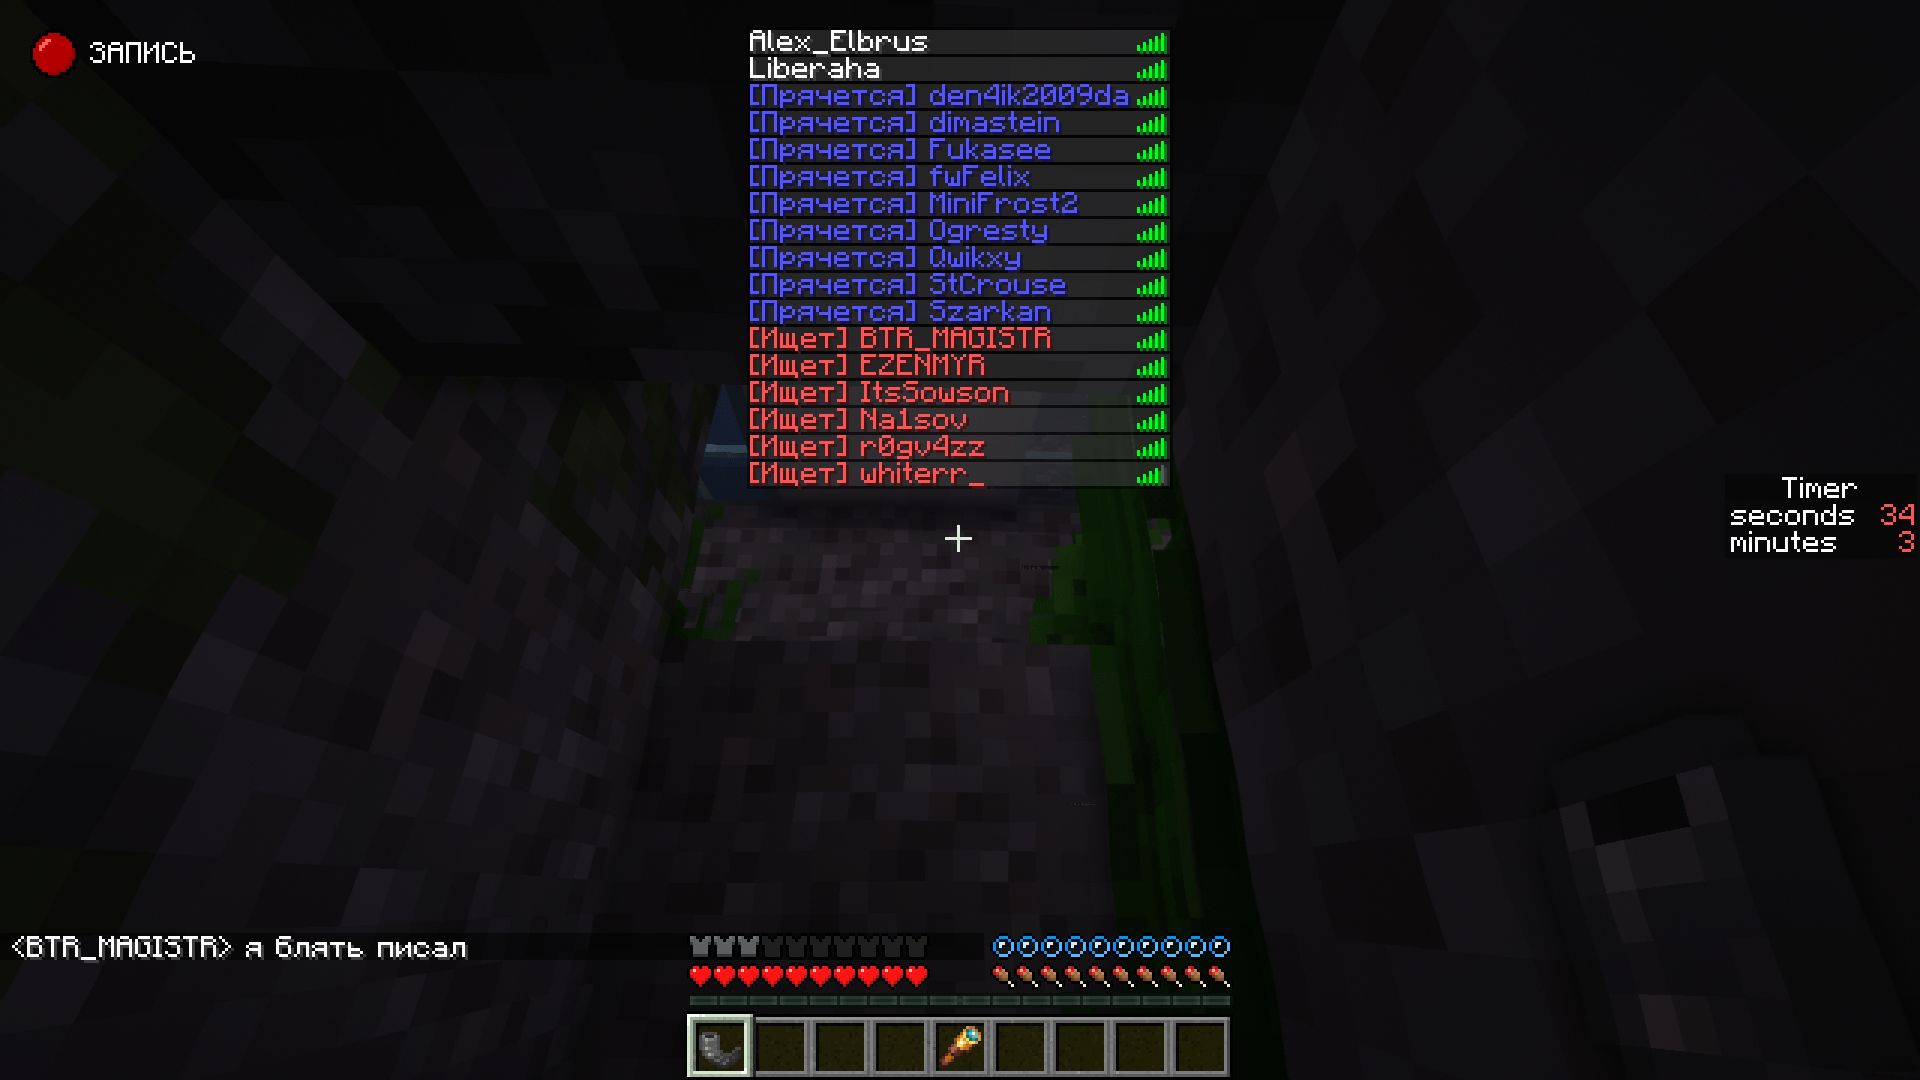 ЗАПИСЬ
Alex_Elbrus
Liberaha
[Прячется] den4ik2009da
[Прячется] dimastein
[Прячется] Fukasee
[Прячется] fwFelix
[Прячется] MiniFrost2
[Прячется] Ogresty
[Прячется] Qwikxy
[Прячется] StCrouse
[Прячется] Szarkan
[Ищет] BTR_MAGISTR
[Ищет] EZENMYR
[Ищет] ItsSowson
[Ищет] Na1sov
[Ищет] r0gv4zz
[Ищет] whiterr_
Timer
seconds 34
minutes 3
<BTR_MAGISTR> я блять писал